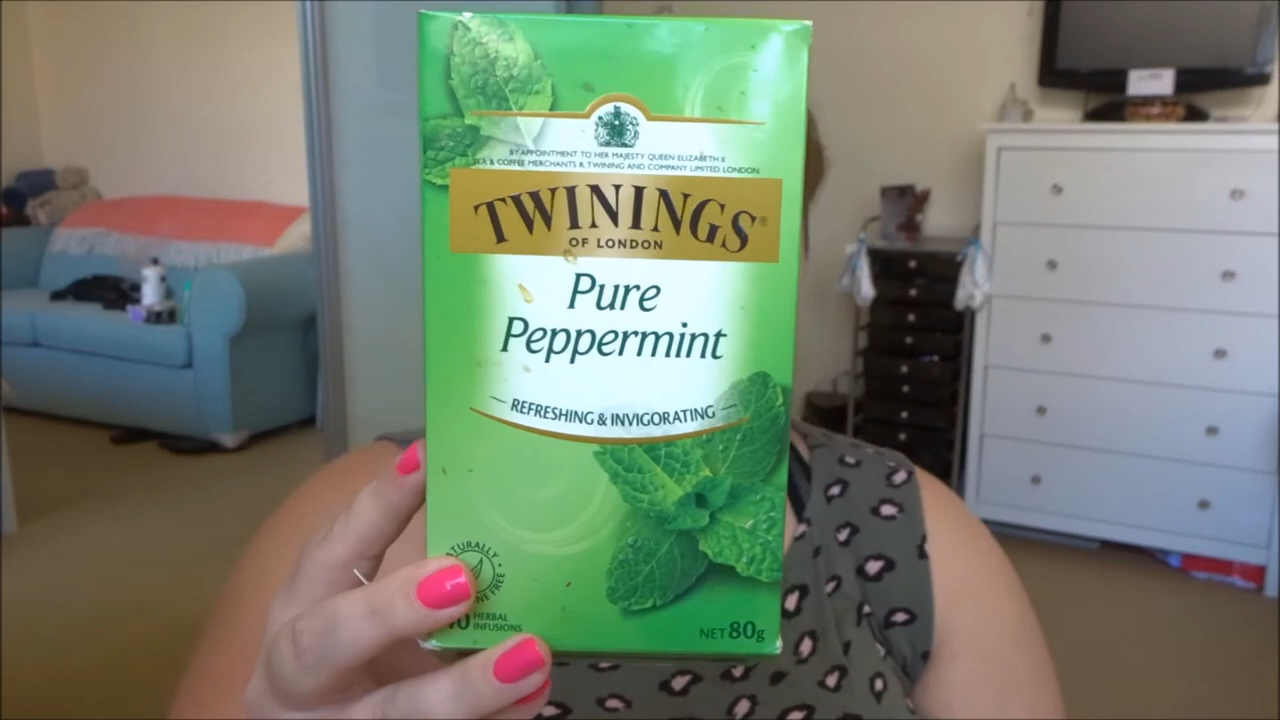 BY APPOINTMENT TO HER MAJESTY QUEEN ELIZABETH II
TEA & COFFEE MERCHANTS R. TWINING AND COMPANY LIMITED, LONDON
TWININGS®
OF LONDON
Pure
Peppermint
REFRESHING & INVIGORATING
HERBAL
INFUSIONS
NET 80g